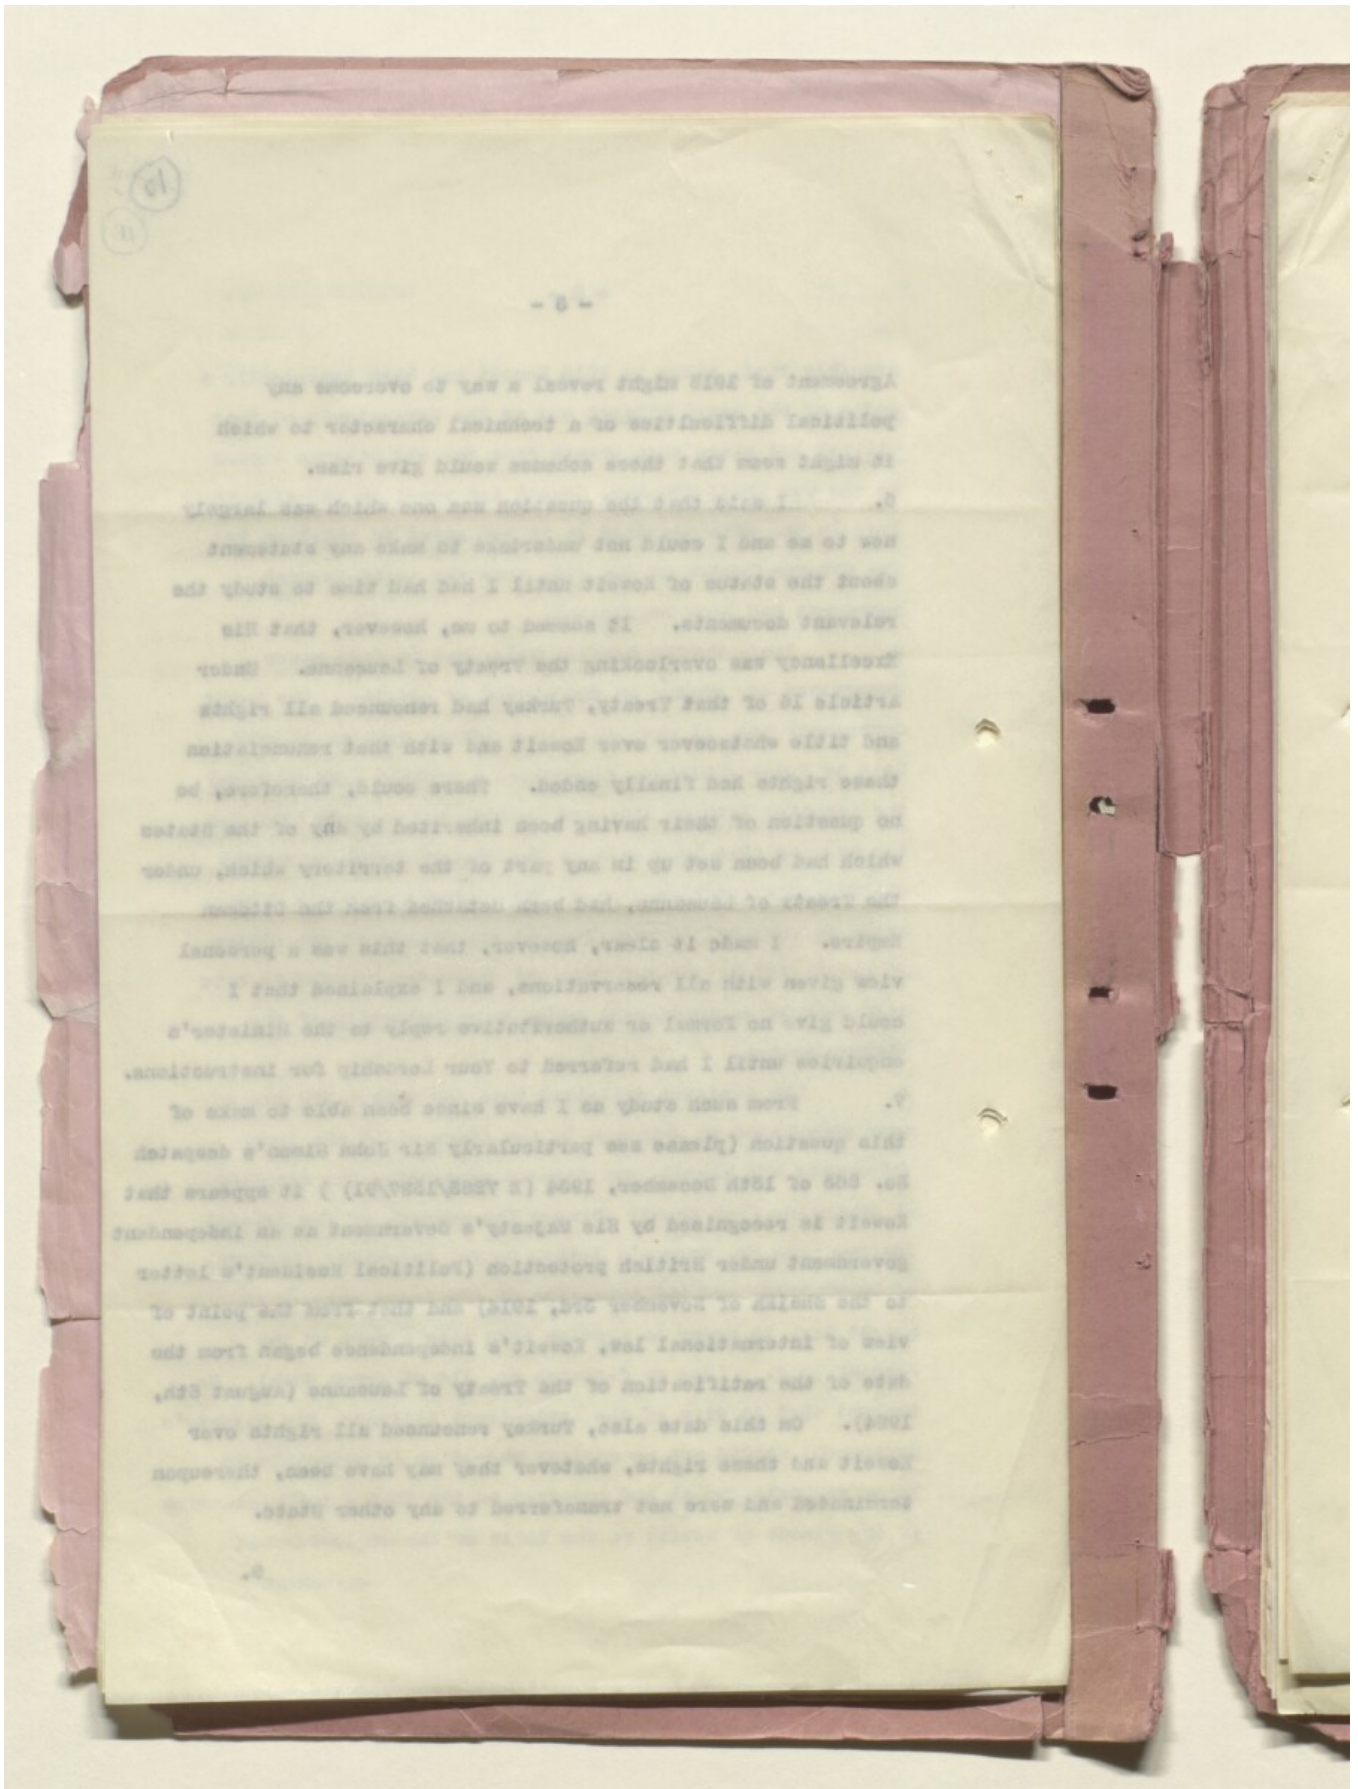 10
11
- 3 -
Agreement of 1913 might reveal a way to overcome any
political difficulties of a technical character to which
it might seem that these schemes would give rise.
6. I said that the question was one which was largely
new to me and I could not undertake to make any statement
about the status of Koweit until I had had time to study the
relevant documents. It seemed to me, however, that His
Excellency was overlooking the Treaty of Lausanne. Under
Article 16 of that Treaty, Turkey had renounced all rights
and title whatsoever over Koweit and with that renunciation
these rights had finally ended. There could, therefore, be
no question of their having been inherited by any of the States
which had been set up in any part of the territory which, under
the Treaty of Lausanne, had been detached from the Ottoman
Empire. I made it clear, however, that this was a personal
view given with all reservations, and I explained that I
could give no formal or authoritative reply to the Minister's
enquiries until I had referred to Your Lordship for instructions.
7. From such study as I have since been able to make of
this question (please see particularly Sir John Simon's despatch
No. of 18th December, 1934 ( ) it appears that
Koweit is recognised by His Majesty's Government as an independent
government under British protection (Political Resident's letter
to the Sheikh of November 3rd, 1914) and that from the point of
view of international law, Koweit's independence began from the
date of the ratification of the Treaty of Lausanne (August 6th,
1924). On this date also, Turkey renounced all rights over
Koweit and these rights, whatever they may have been, thereupon
terminated and were not transferred to any other State.